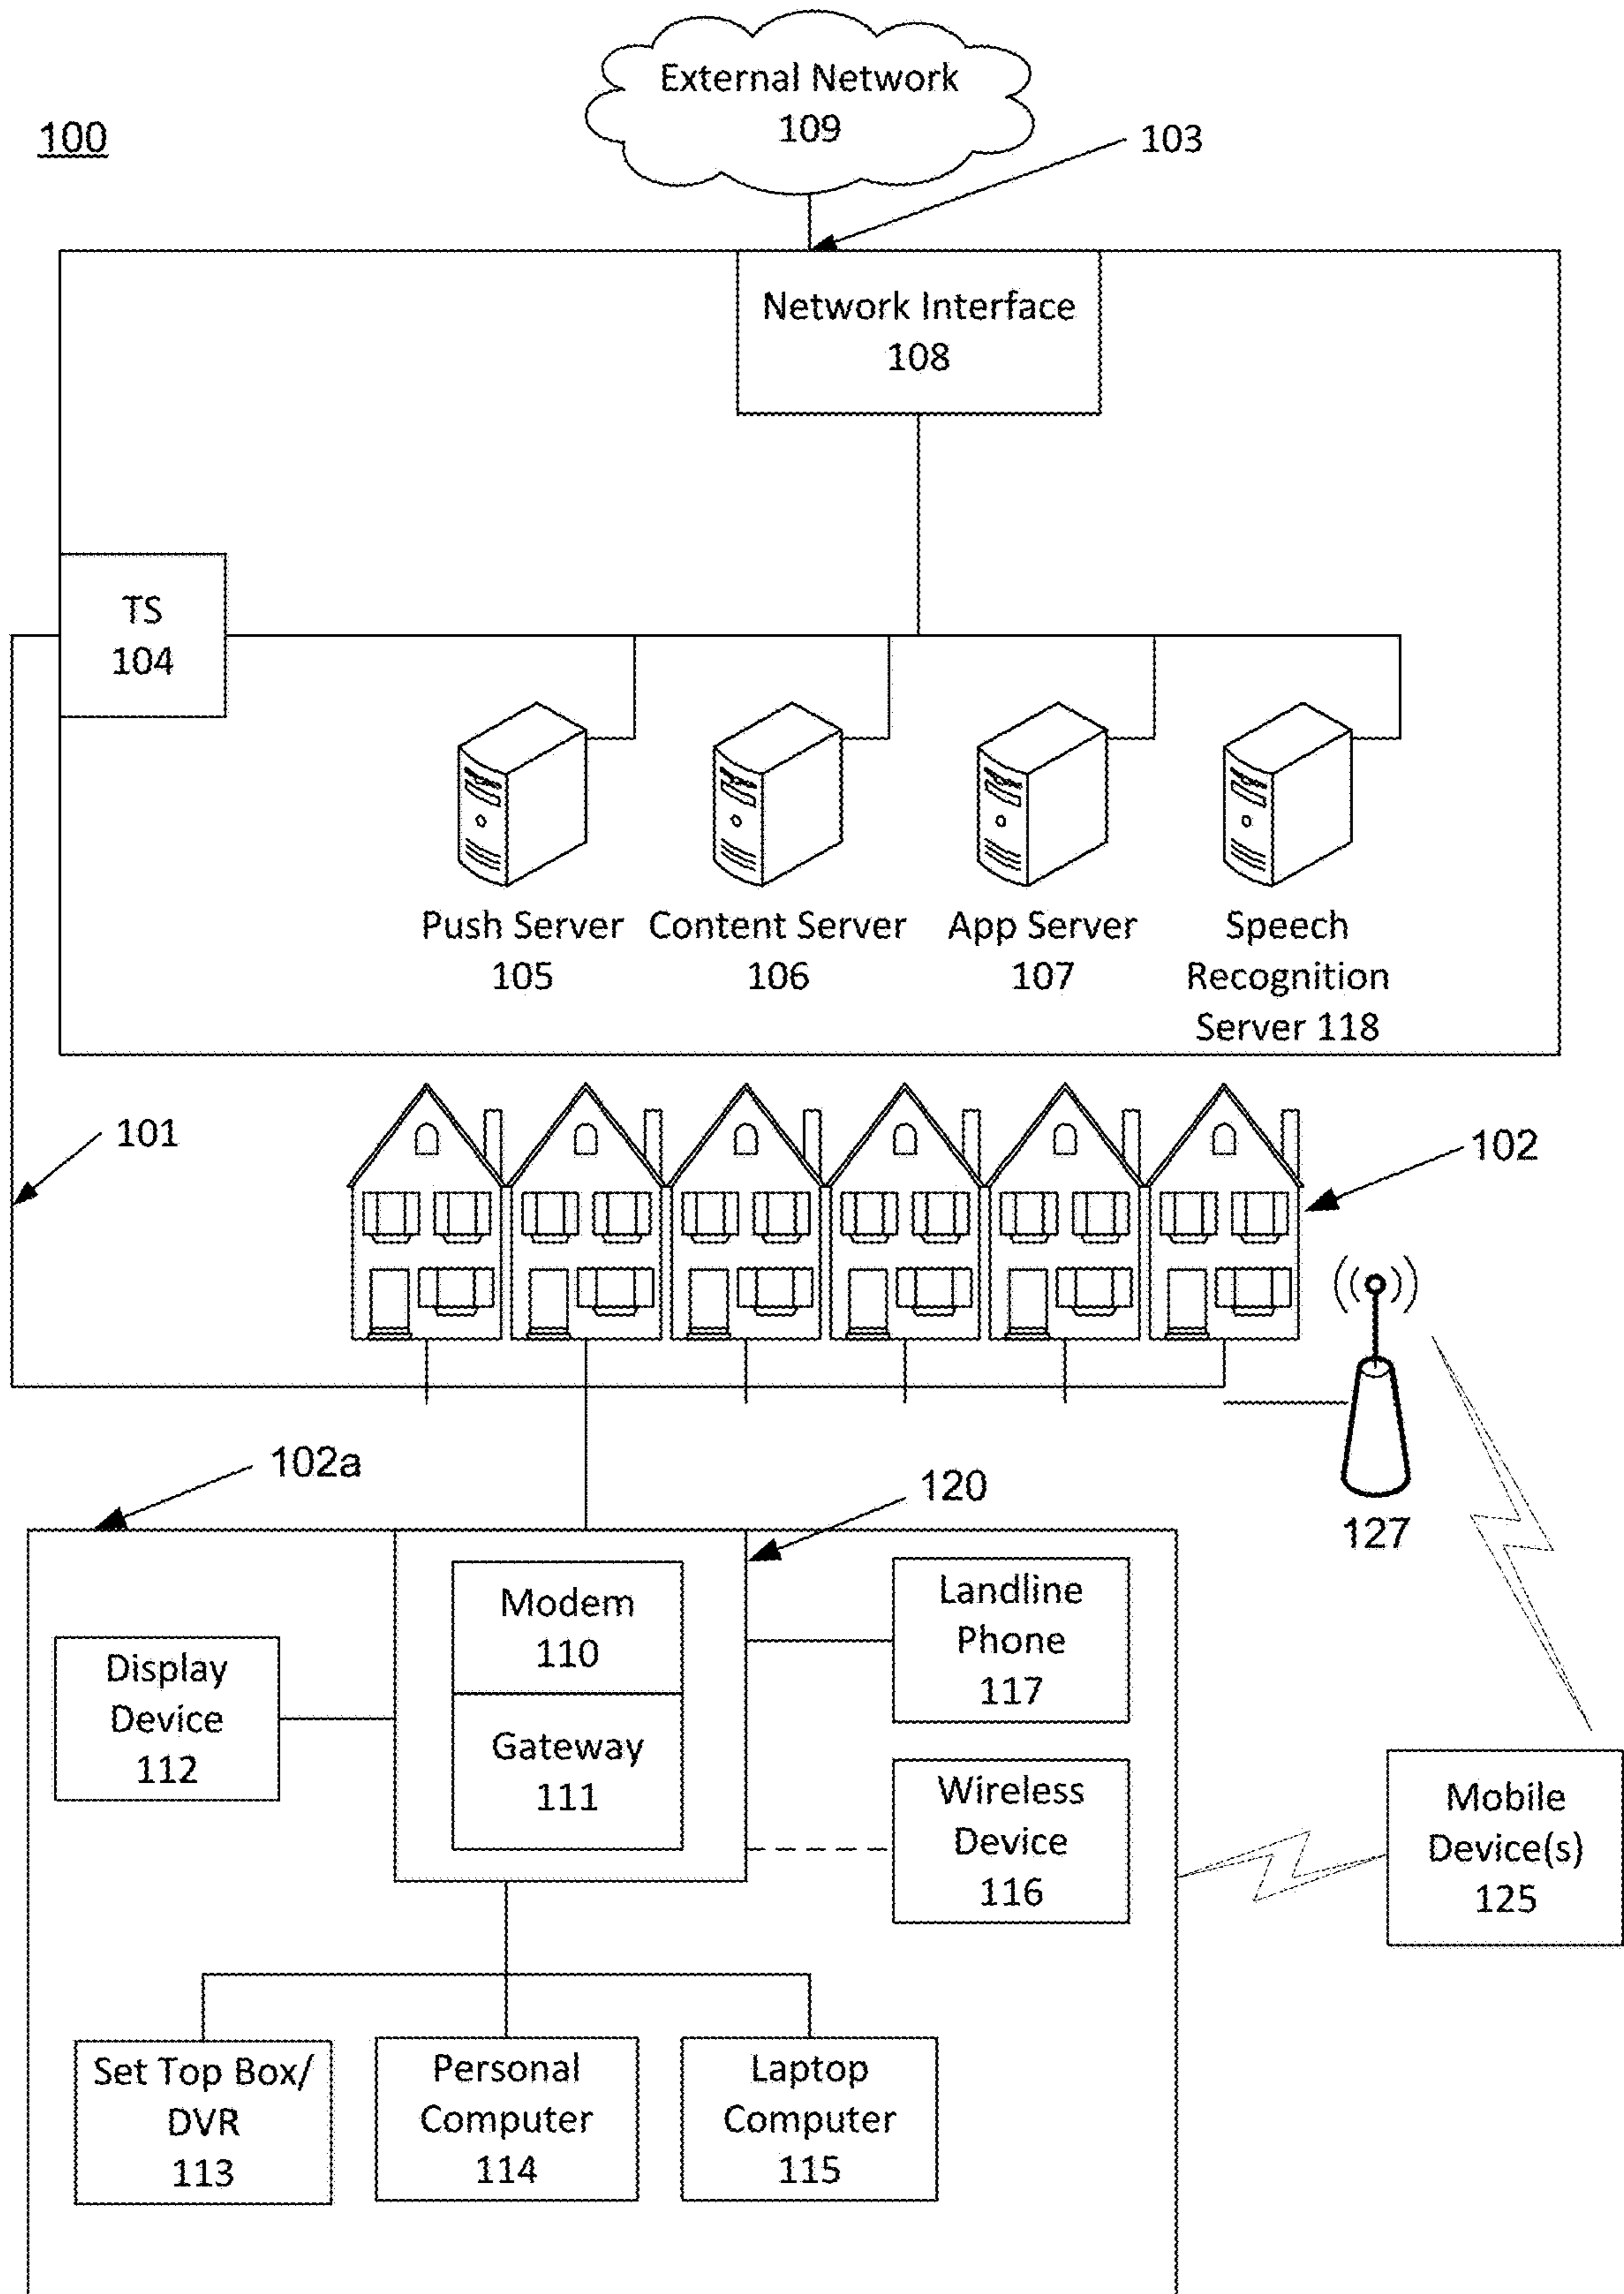 External Network
109
100
103
Network Interface
108
TS
104
Push Server
105
Content Server
106
App Server
107
Speech
Recognition
Server 118
101
102
102a
120
127
Modem
110
Gateway
111
Display
Device
112
Landline
Phone
117
Wireless
Device
116
Mobile
Device(s)
125
Set Top Box/
DVR
113
Personal
Computer
114
Laptop
Computer
115